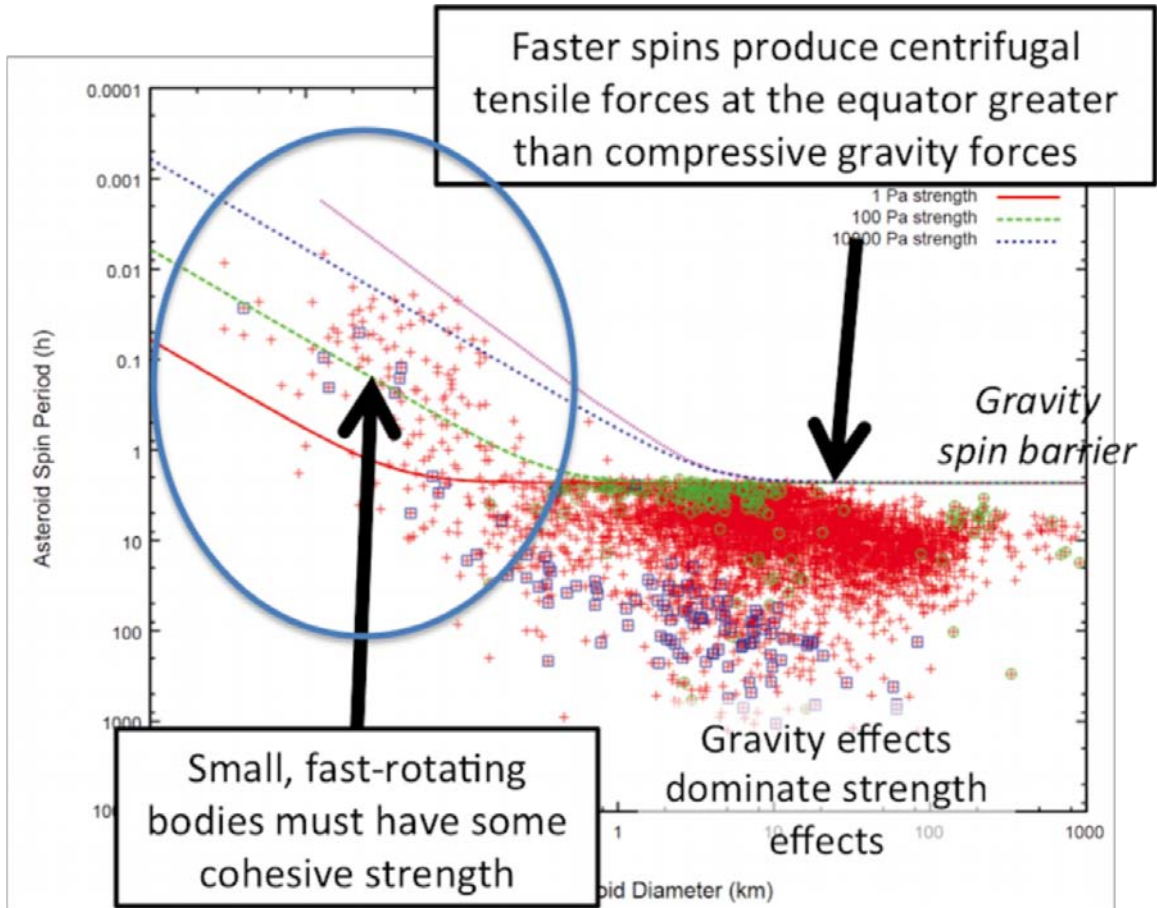 Faster spins produce centrifugal
tensile forces at the equator greater
than compressive gravity forces
0.0001
0.001
0.01
0.1
1
10
100
1000
10
Asteroid Spin Period (h)
1 Pa strength
100 Pa strength
Pa strength
Gravity
spin barrier
Small, fast-rotating
bodies must have some
cohesive strength
Gravity effects
dominate strength
effects
1
10
100
1000
oid Diameter (km)